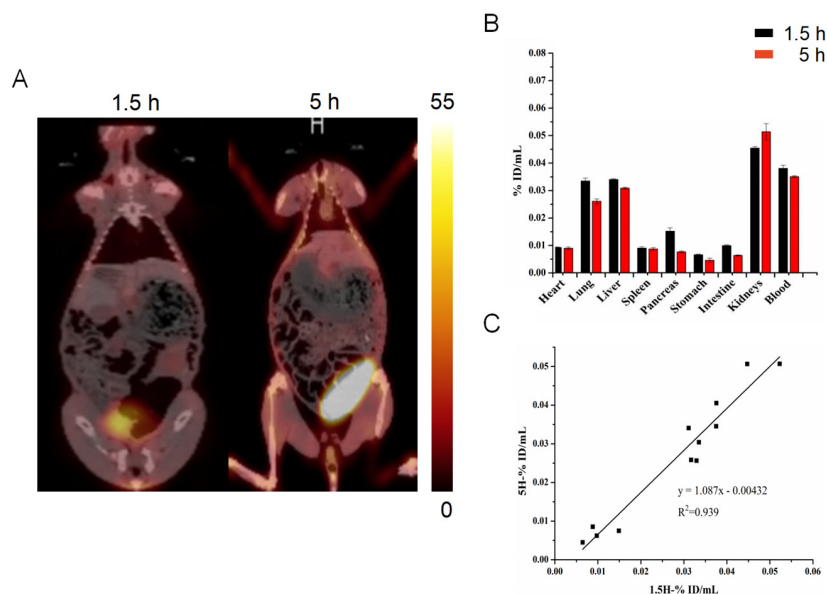 A
1.5 h
5 h
H
55
0
B
1.5 h
5 h
0.08
0.07
0.06
0.05
0.04
0.03
0.02
0.01
0.00
% ID/mL
Heart
Lung
Liver
Spleen
Pancreas
Stomach
Intestine
Kidneys
Blood
C
0.05
0.04
0.03
0.02
0.01
0.00
5H-% ID/mL
y = 1.087x - 0.00432
R²=0.939
0.00 0.01 0.02 0.03 0.04 0.05 0.06
1.5H-% ID/mL